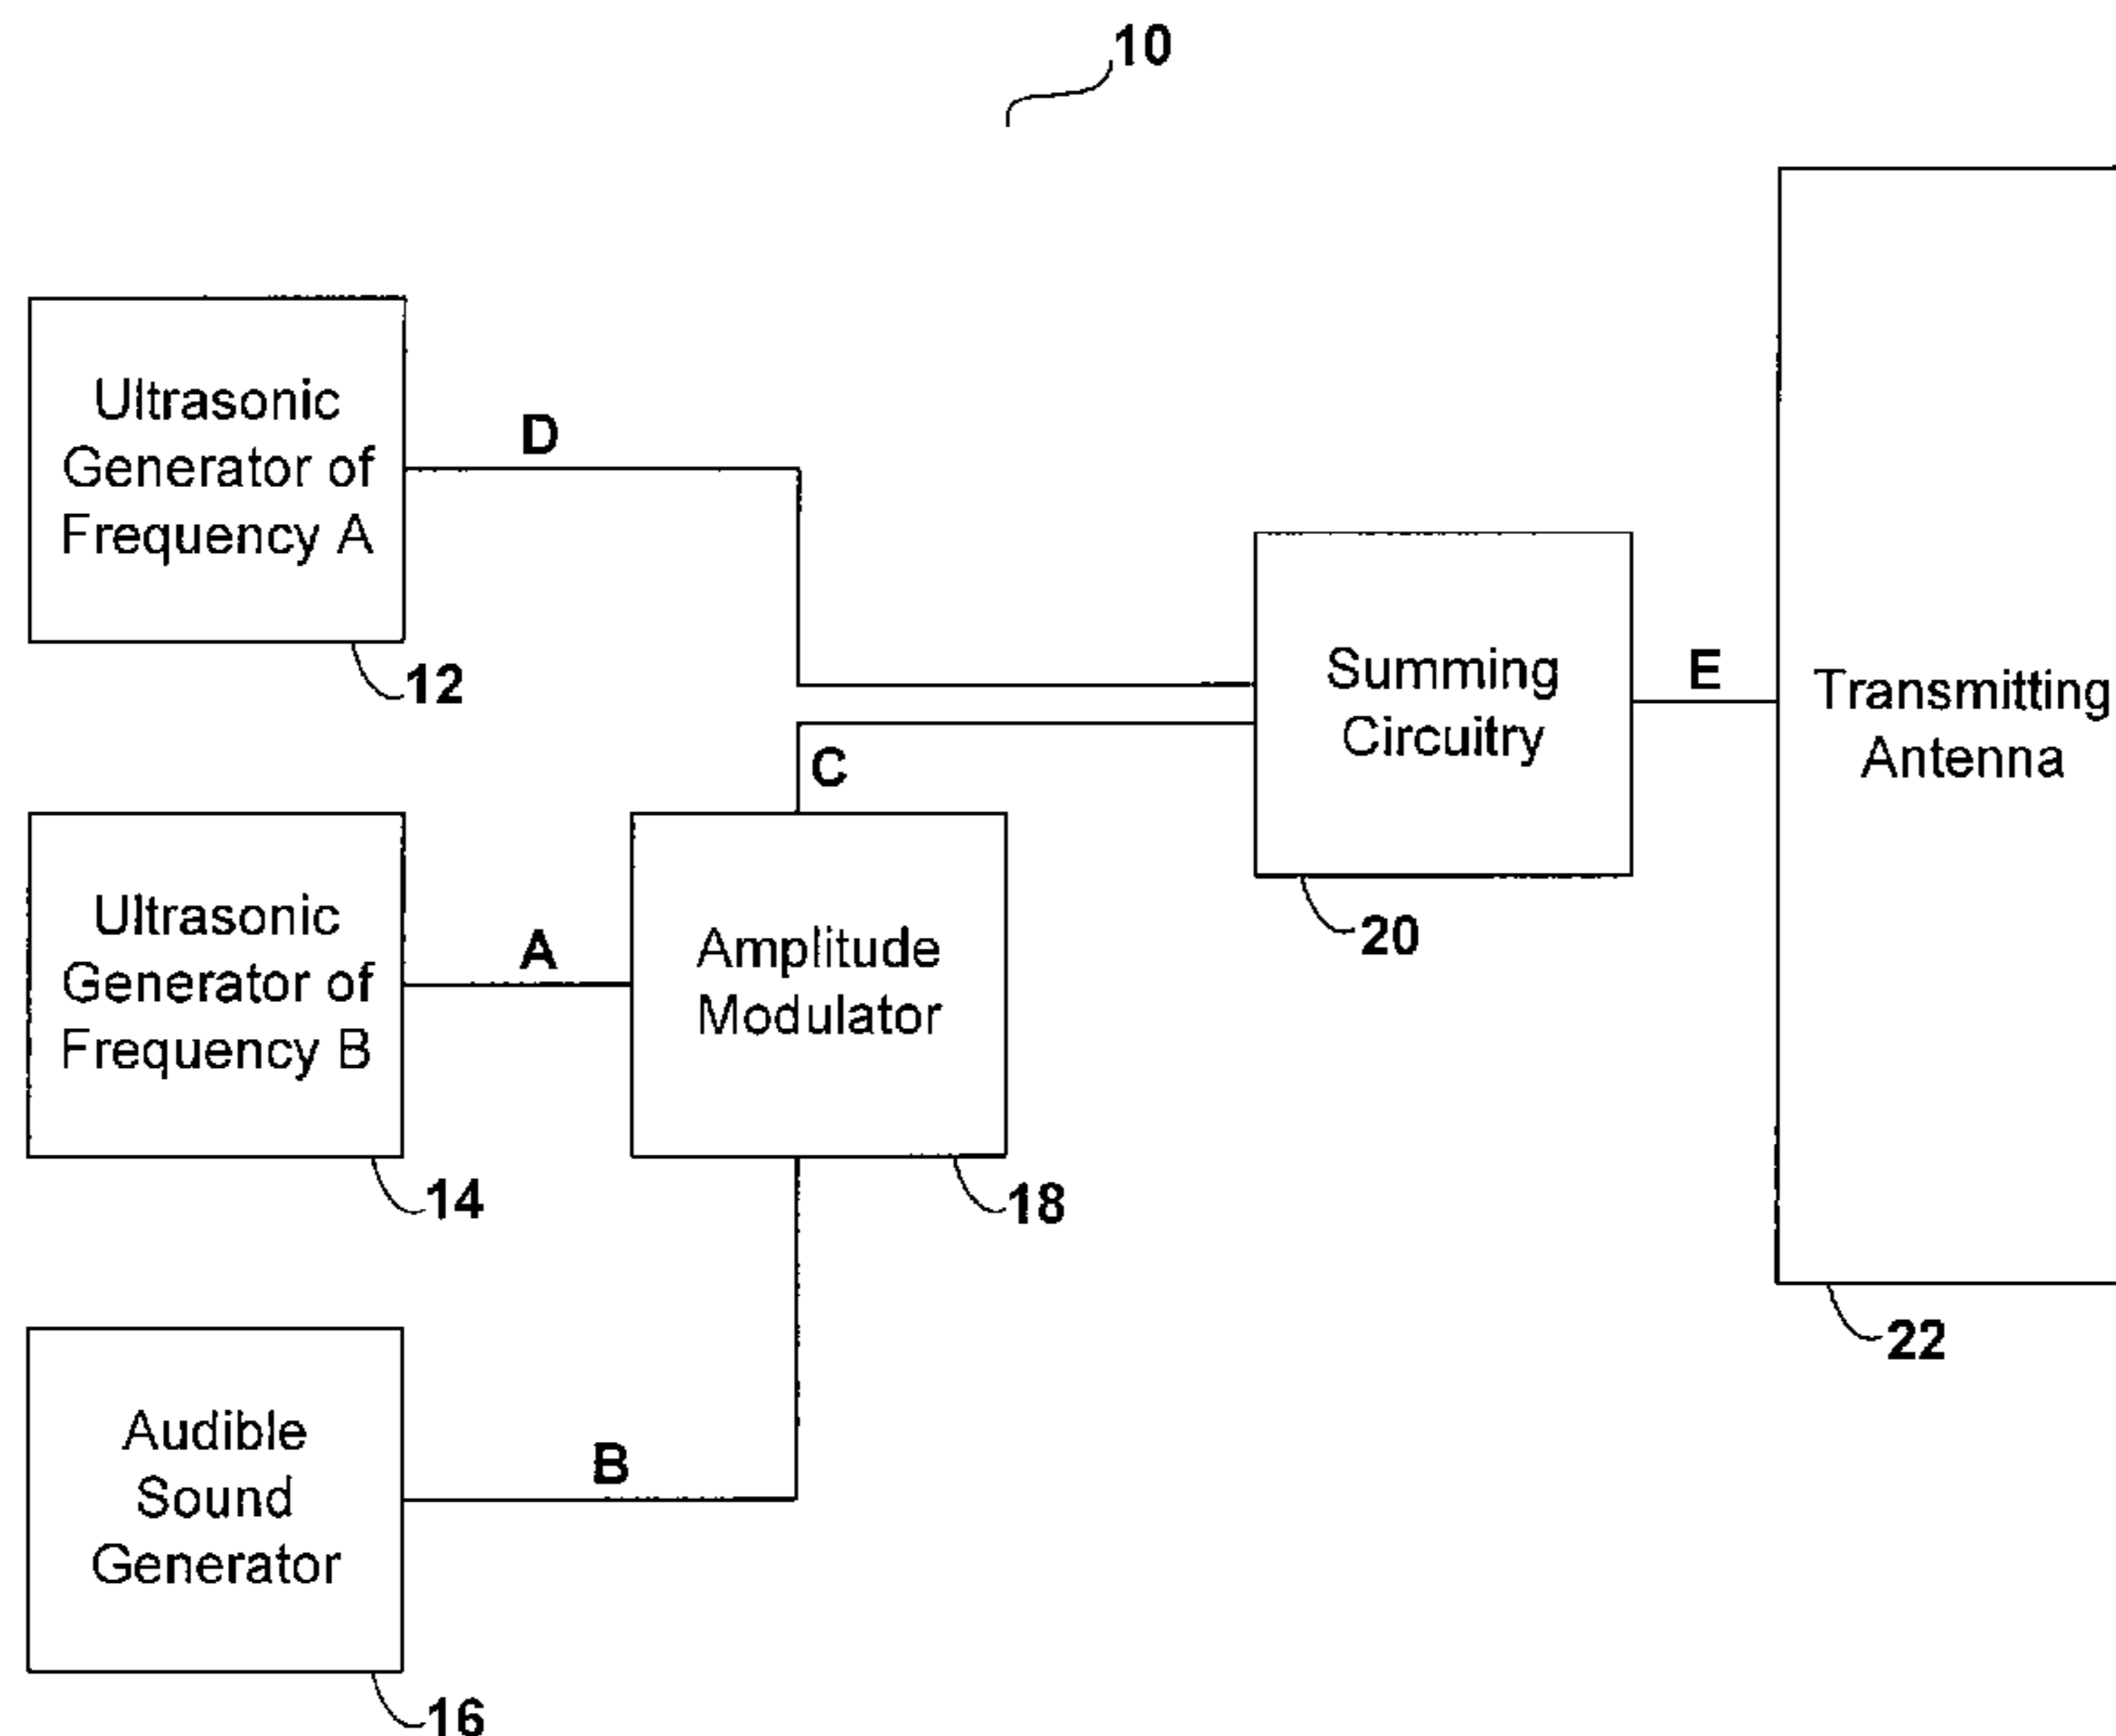 10
Ultrasonic
Generator of
Frequency A
12
D
Summing
Circuitry
20
E
Transmitting
Antenna
22
C
Ultrasonic
Generator of
Frequency B
14
A
Amplitude
Modulator
18
Audible
Sound
Generator
16
B